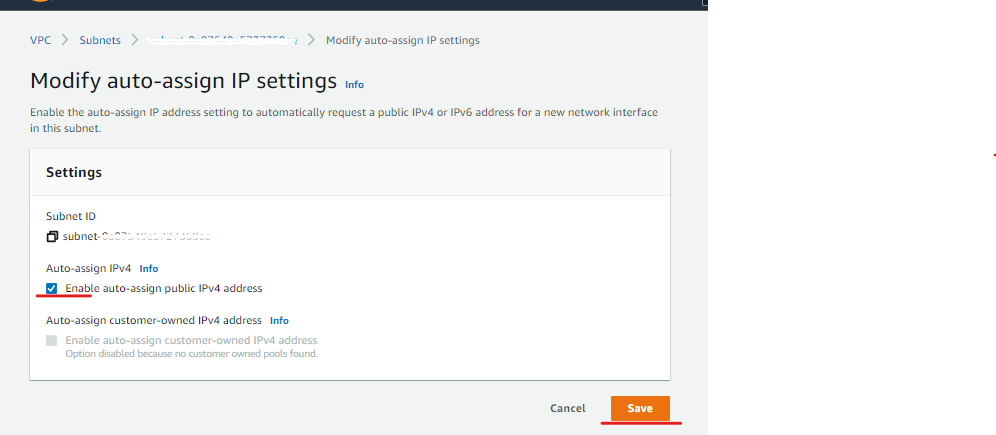 VPC > Subnets > > Modify auto-assign IP settings
Modify auto-assign IP settings Info
Enable the auto-assign IP address setting to automatically request a public IPv4 or IPv6 address for a new network interface
in this subnet.
Settings
Subnet ID
subnet-
Auto-assign IPv4 Info
Enable auto-assign public IPv4 address
Auto-assign customer-owned IPv4 address Info
Enable auto-assign customer-owned IPv4 address
Option disabled because no customer owned pools found.
Cancel Save